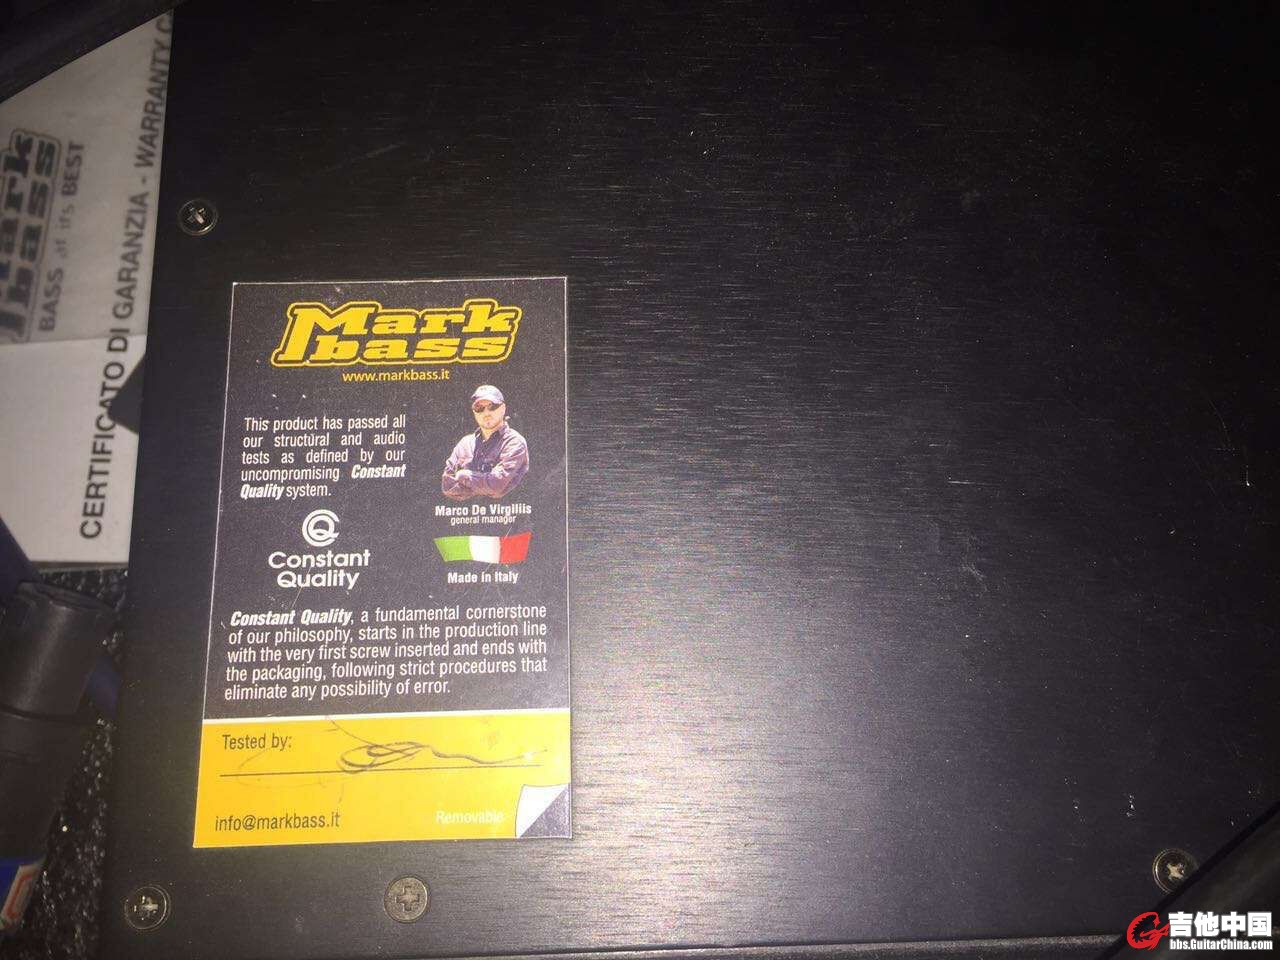 Mark
bass
BASS at its BEST
CERTIFICATO DI GARANZIA - WARRANTY
Mark
bass
www.markbass.it
This product has passed all
our structural and audio
tests as defined by our
uncompromising Constant
Quality system.
Marco De Virgiliis
general manager
CQ
Constant
Quality
Made in Italy
Constant Quality, a fundamental cornerstone
of our philosophy, starts in the production line
with the very first screw inserted and ends with
the packaging, following strict procedures that
eliminate any possibility of error.
Tested by:
info@markbass.it
Removable
吉他中国
bbs.GuitarChina.com